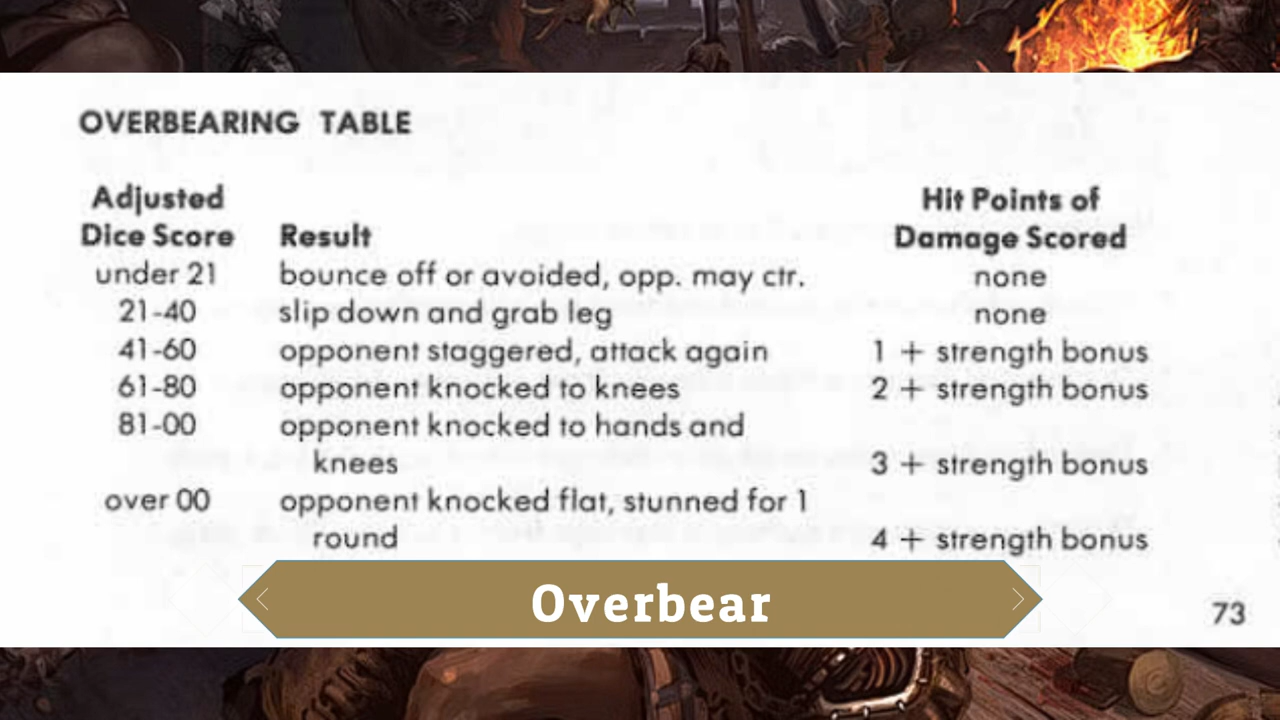 OVERBEARING TABLE
Adjusted Hit Points of
Dice Score Result Damage Scored
under 21 bounce off or avoided, opp. may ctr. none
21-40 slip down and grab leg none
41-60 opponent staggered, attack again 1 + strength bonus
61-80 opponent knocked to knees 2 + strength bonus
81-00 opponent knocked to hands and
knees 3 + strength bonus
over 00 opponent knocked flat, stunned for 1
round 4 + strength bonus
Overbear
73